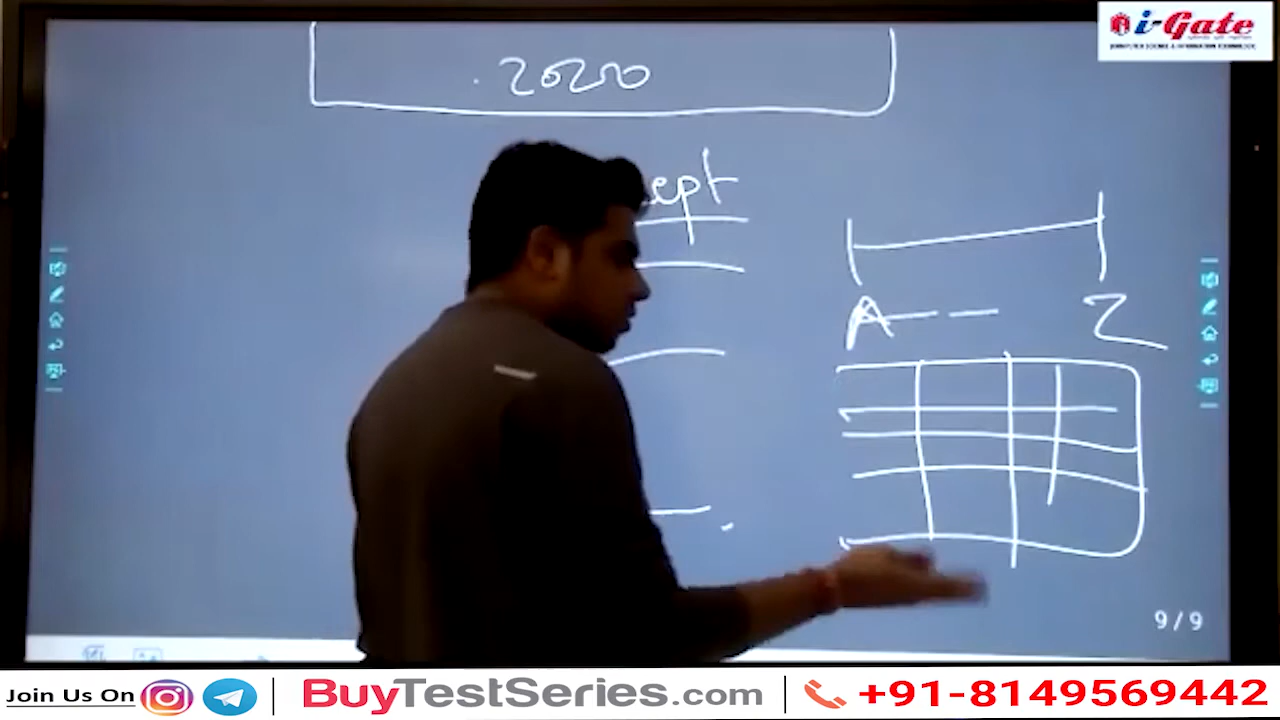 i-Gate
.2020
ept
A - - - Z
9 / 9
Join Us On BuyTestSeries.com +91-8149569442